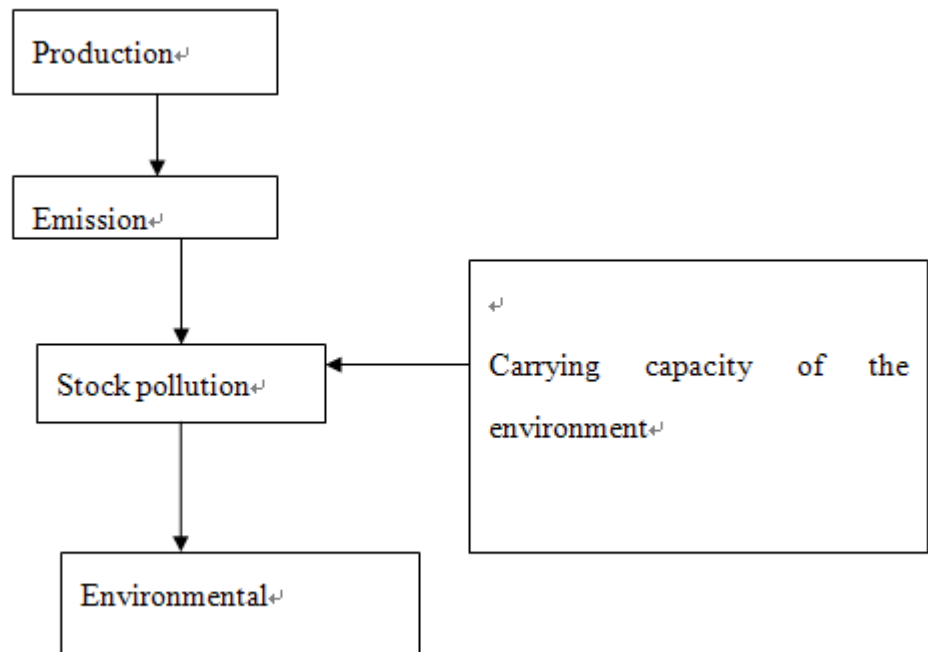 Production↵
Emission↵
Stock pollution↵
↵
Carrying capacity of the
environment↵
Environmental↵